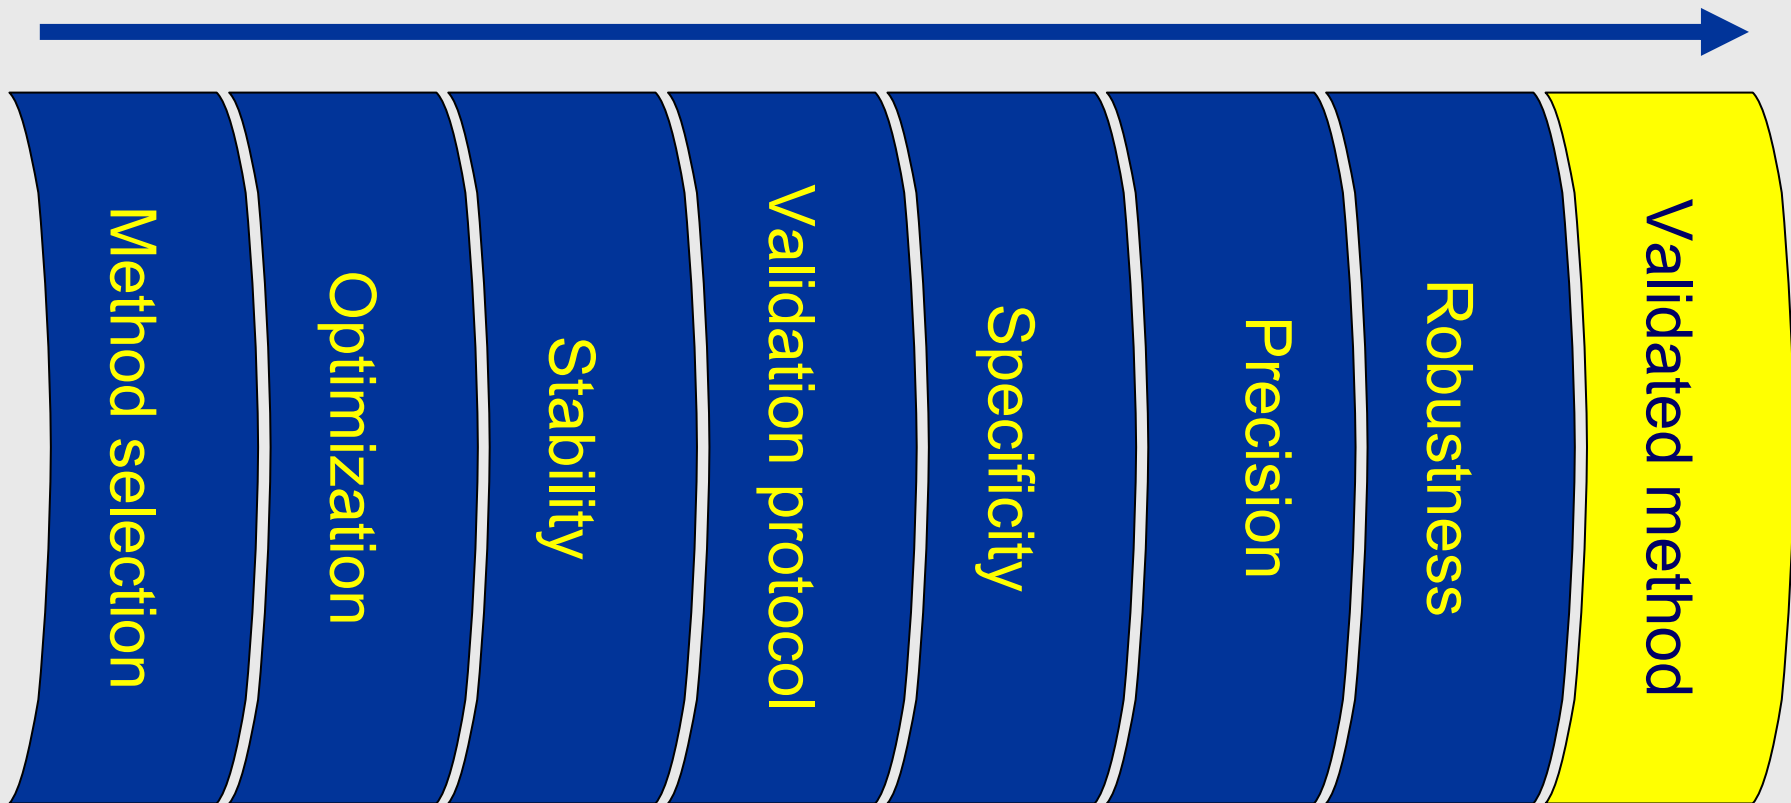 Method selection
Optimization
Stability
Validation protocol
Specificity
Precision
Robustness
Validated method